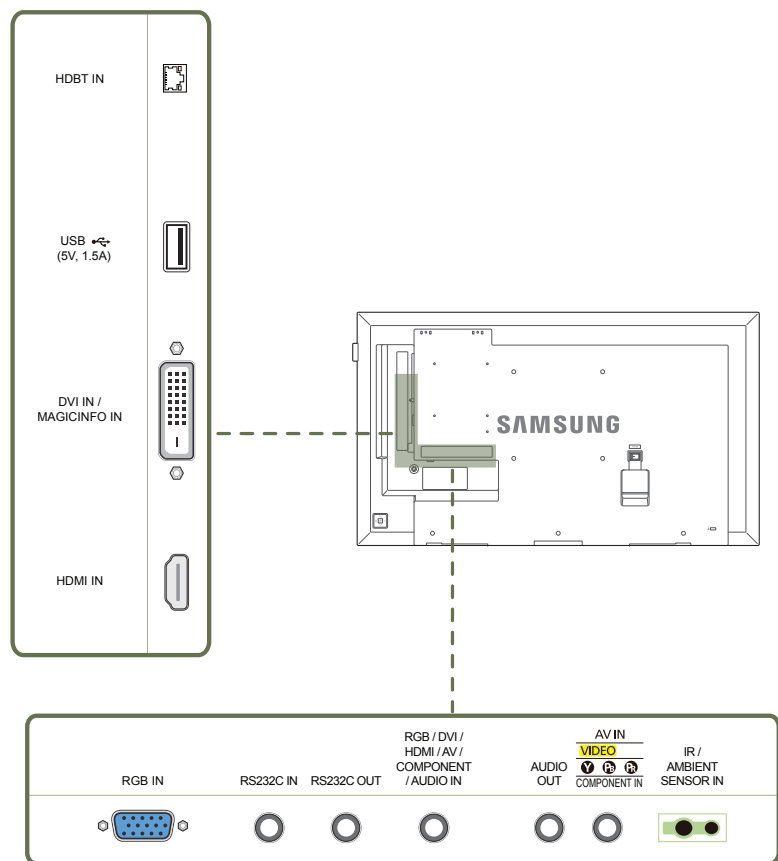 HDBT IN
USB
(5V, 1.5A)
DVI IN /
MAGICINFO IN
HDMI IN
SAMSUNG
RGB IN
RS232C IN
RS232C OUT
RGB / DVI /
HDMI / AV /
COMPONENT
/ AUDIO IN
AUDIO
OUT
AV IN
VIDEO
Y PB PR
COMPONENT IN
IR /
AMBIENT
SENSOR IN